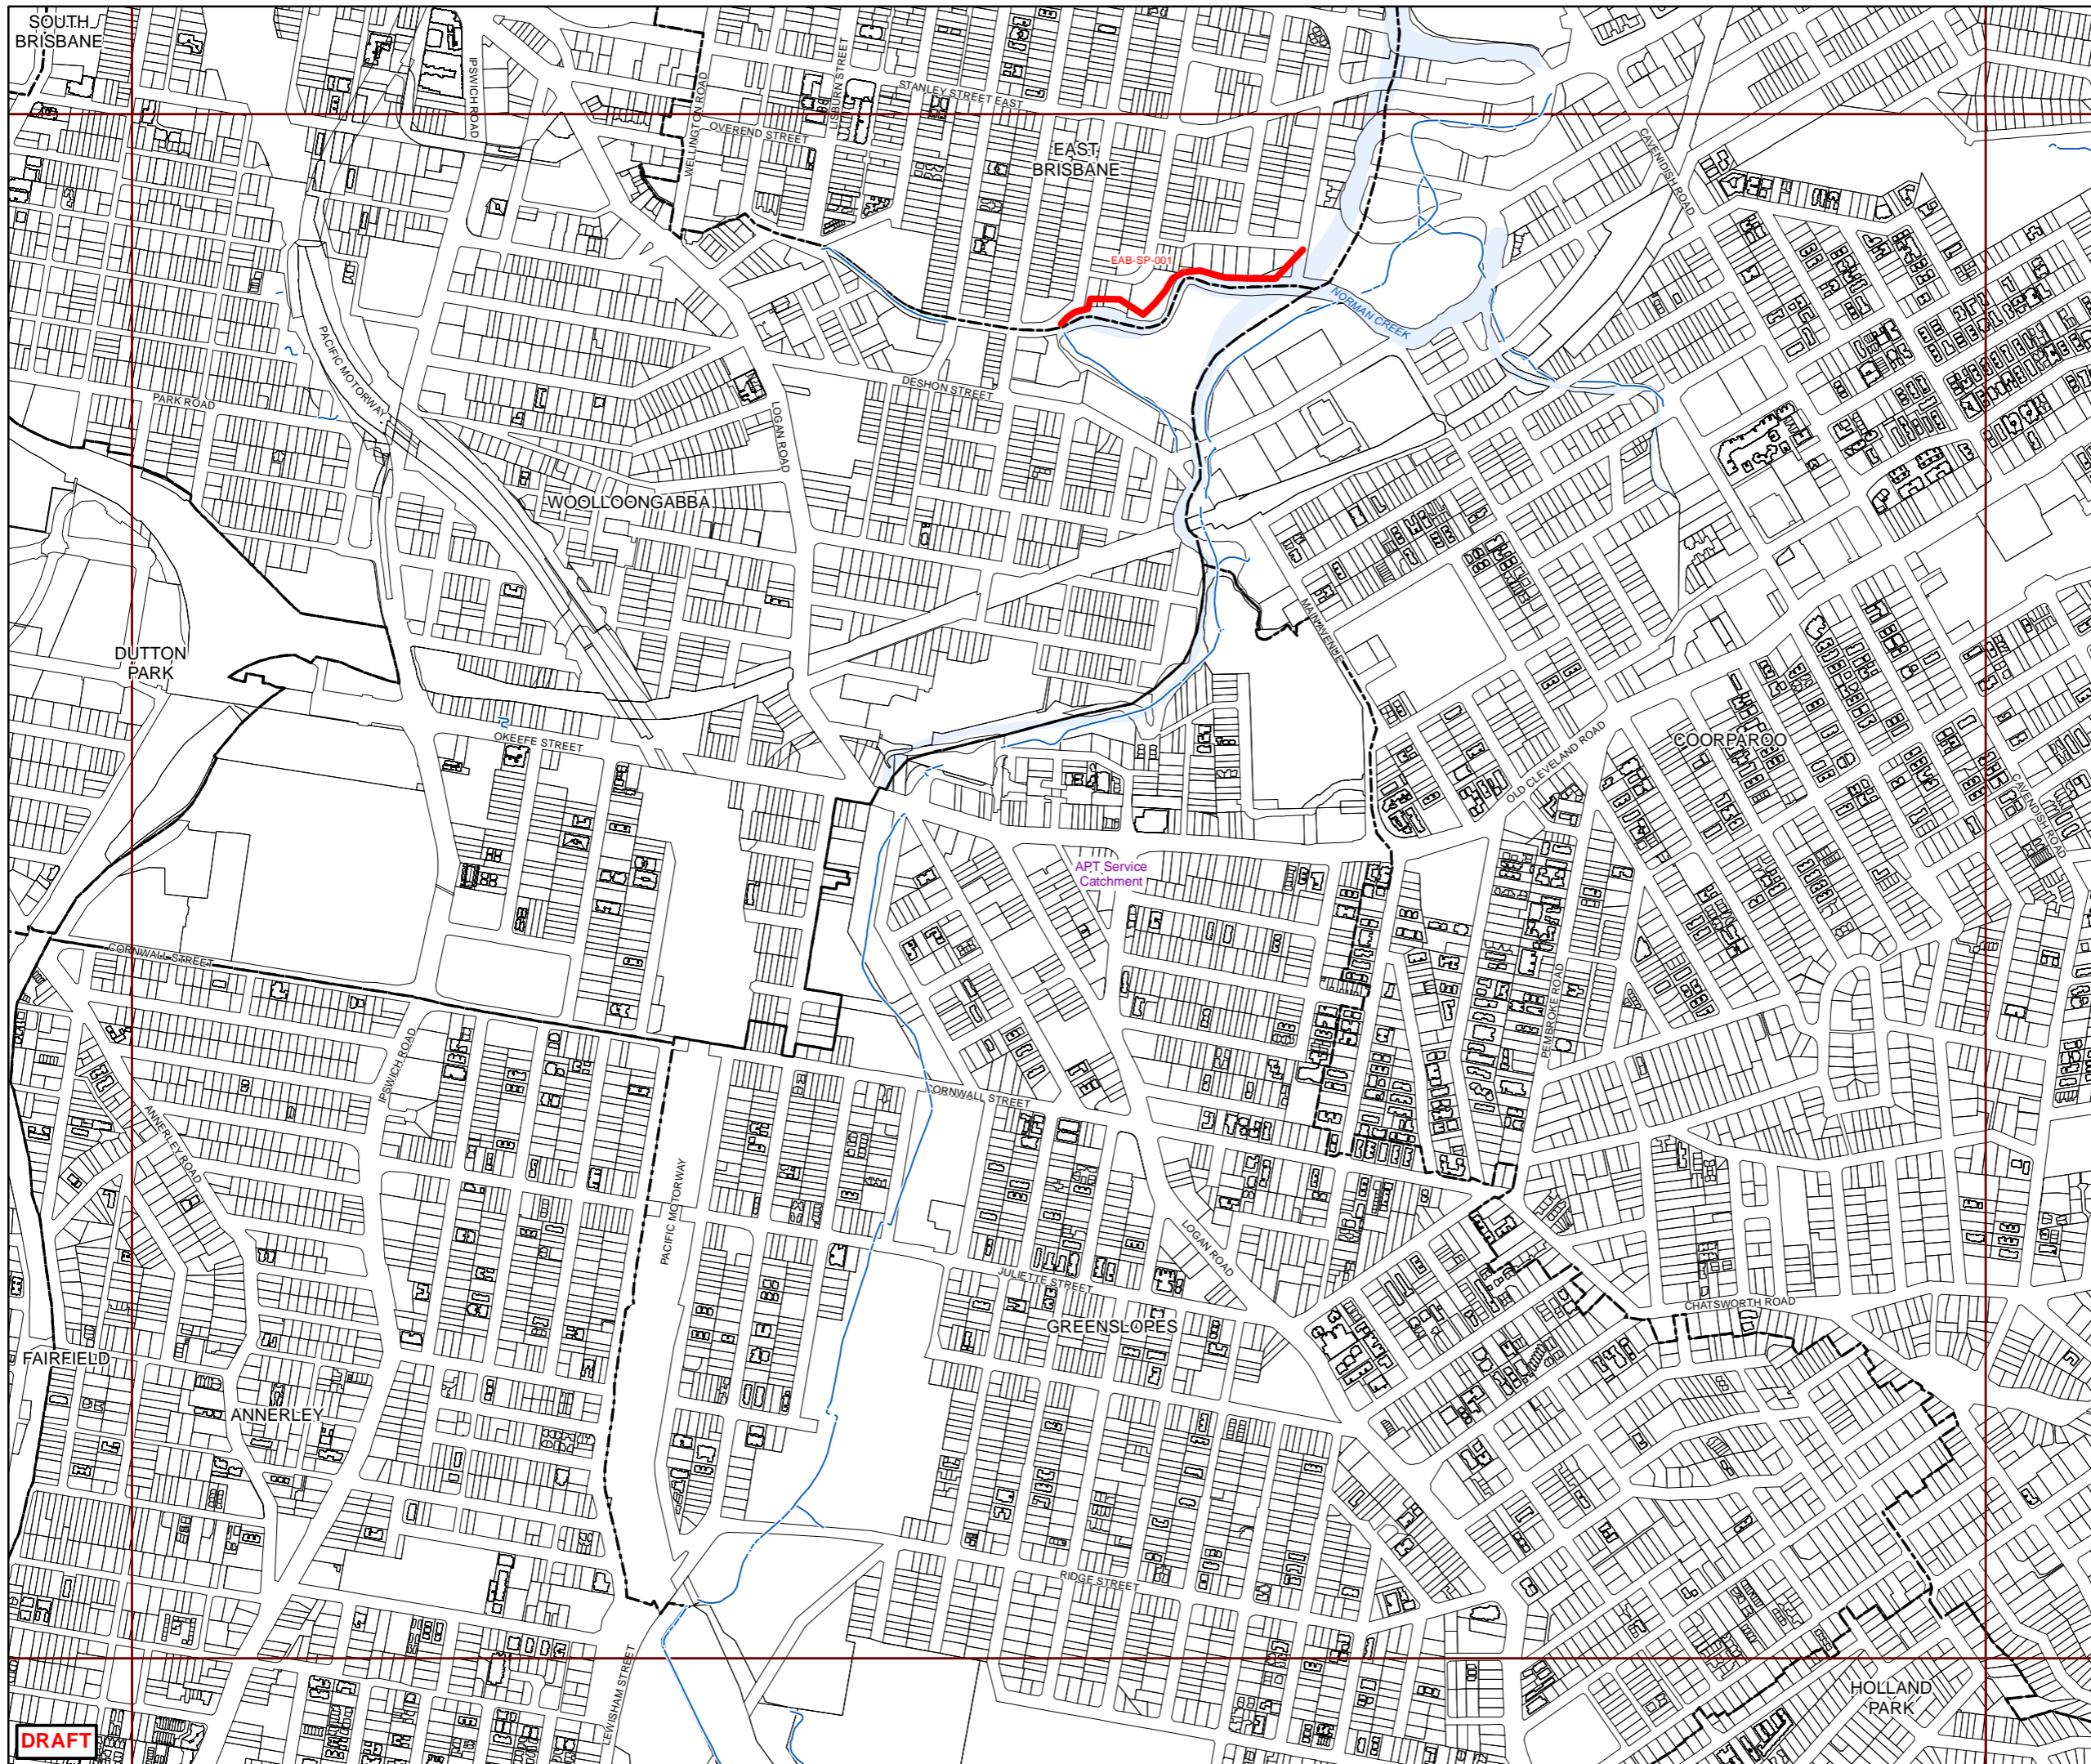 SOUTH
BRISBANE
IPSWICH ROAD
LISBURN STREET
STANLEY STREET EAST
WELLINGTON ROAD
OVEREND STREET
EAST
BRISBANE
CAVENDISH ROAD
EAB-SP-001
NORMAN CREEK
PACIFIC MOTORWAY
DESHON STREET
PARK ROAD
LOGAN ROAD
WOOLLOONGABBA
MAIN AVENUE
DUTTON
PARK
OKEEFE STREET
COORPAROO
OLD CLEVELAND ROAD
CAVENDISH ROAD
APT Service
Catchment
CORNWALL STREET
PEMBROKE ROAD
IPSWICH ROAD
CORNWALL STREET
ANNERLEY ROAD
PACIFIC MOTORWAY
LOGAN ROAD
JULIETTE STREET
CHATSWORTH ROAD
GREENSLOPES
FAIRFIELD
ANNERLEY
RIDGE STREET
LEWISHAM STREET
HOLLAND
PARK
DRAFT